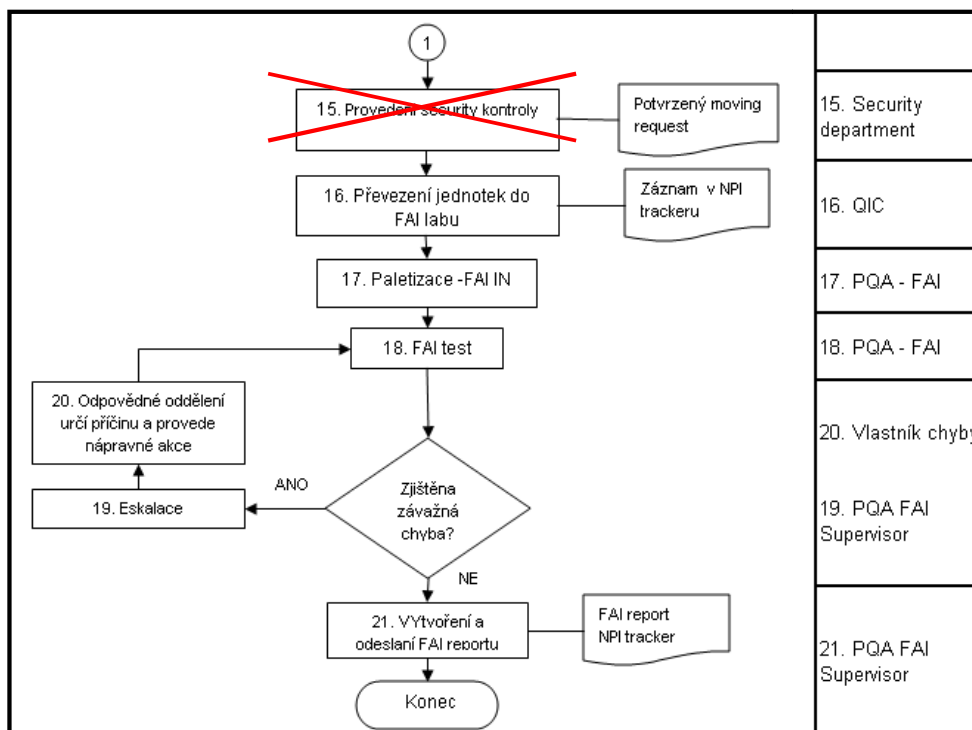 1
15. Provedení security kontroly
Potvrzený moving
request
15. Security
department
16. Převezení jednotek do
FAI labu
Záznam v NPI
trackeru
16. QIC
17. Paletizace -FAI IN
17. PQA - FAI
18. FAI test
18. PQA - FAI
20. Odpovědné oddělení
určí příčinu a provede
nápravné akce
20. Vlastník chyby
ANO
19. Eskalace
Zjištěna
závažná
chyba?
19. PQA FAI
Supervisor
NE
21. VYtvoření a
odeslaní FAI reportu
FAI report
NPI tracker
21. PQA FAI
Supervisor
Konec